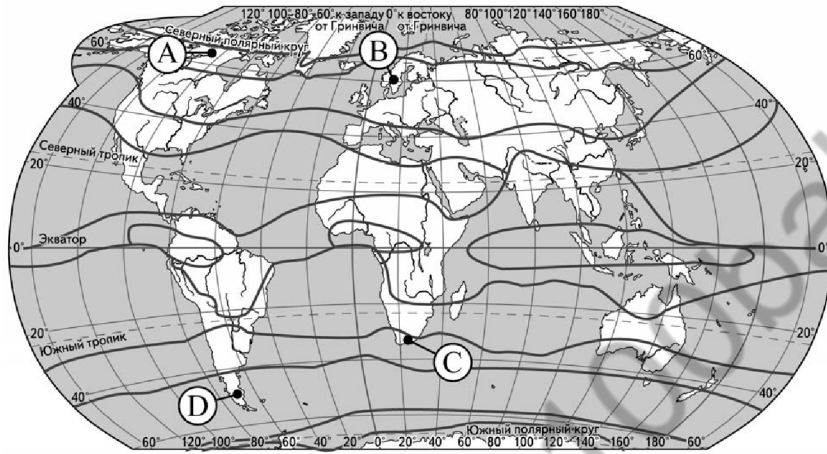 120° 100° 80° 60° к западу 0° к востоку 80° 100° 120° 140° 160° 180°
от Гринвича от Гринвича
Северный полярный круг
60°
A
B
60°
40°
40°
Северный тропик
20°
20°
Экватор
0°
0°
20°
20°
Южный тропик
C
40°
40°
D
Южный полярный круг
60° 120° 100° 80° 60° 40° 20° 0° 20° 40° 60° 80° 100° 120° 140° 160° 60°